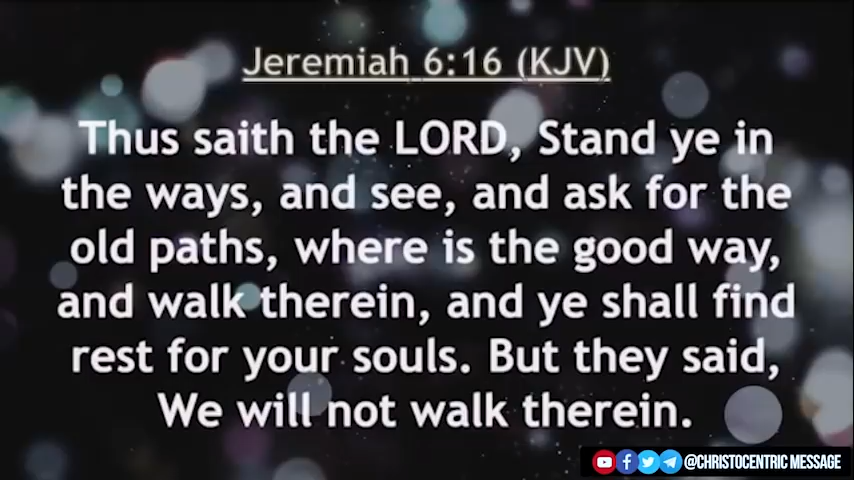 Jeremiah 6:16 (KJV)
Thus saith the LORD, Stand ye in
the ways, and see, and ask for the
old paths, where is the good way,
and walk therein, and ye shall find
rest for your souls. But they said,
We will not walk therein.
@CHRISTOCENTRIC MESSAGE